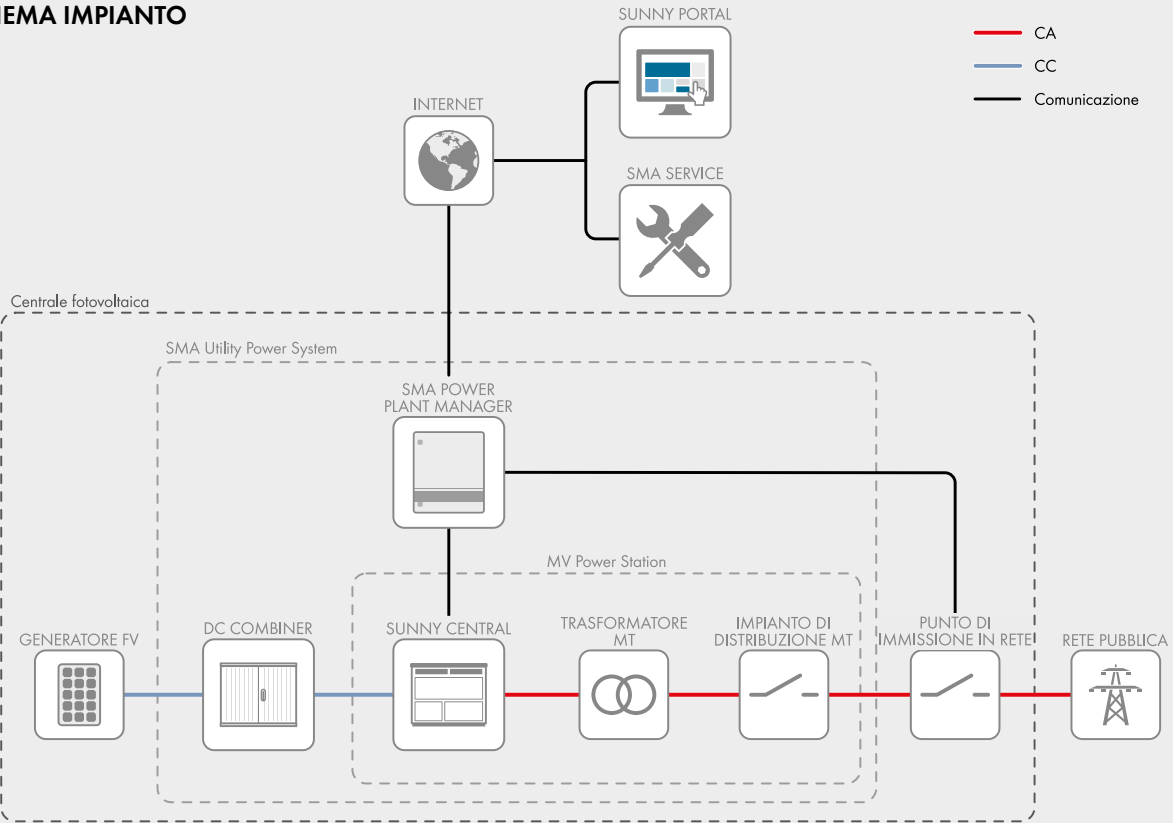 HEMA IMPIANTO
SUNNY PORTAL
CA
CC
Comunicazione
INTERNET
SMA SERVICE
Centrale fotovoltaica
SMA Utility Power System
SMA POWER
PLANT MANAGER
MV Power Station
GENERATORE FV
DC COMBINER
SUNNY CENTRAL
TRASFORMATORE
MT
IMPIANTO DI
DISTRIBUZIONE MT
PUNTO DI
IMMISSIONE IN RETE
RETE PUBBLICA